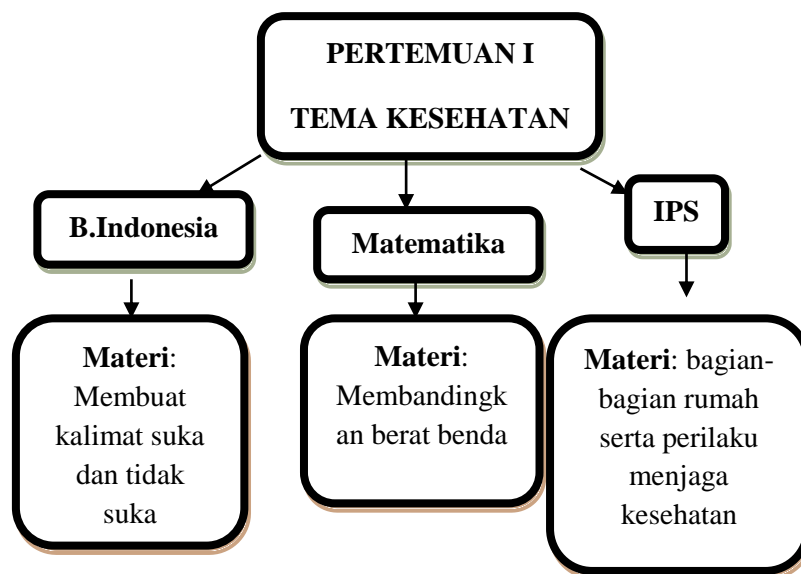 PERTEMUAN I
TEMA KESEHATAN
B.Indonesia
Matematika
IPS
Materi:
Membuat
kalimat suka
dan tidak
suka
Materi:
Membandingk
an berat benda
Materi: bagian-
bagian rumah
serta perilaku
menjaga
kesehatan